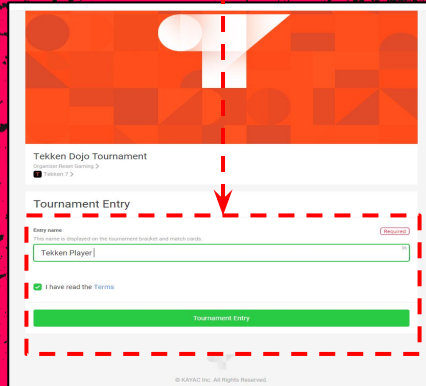 Tekken Dojo Tournament
Organizer Beast Gaming >
Tekken 7 >
Tournament Entry
Entry name
Required
This name is displayed on the tournament bracket and match cards.
Tekken Player
I have read the Terms
Tournament Entry
© KAYAC Inc. All Rights Reserved.